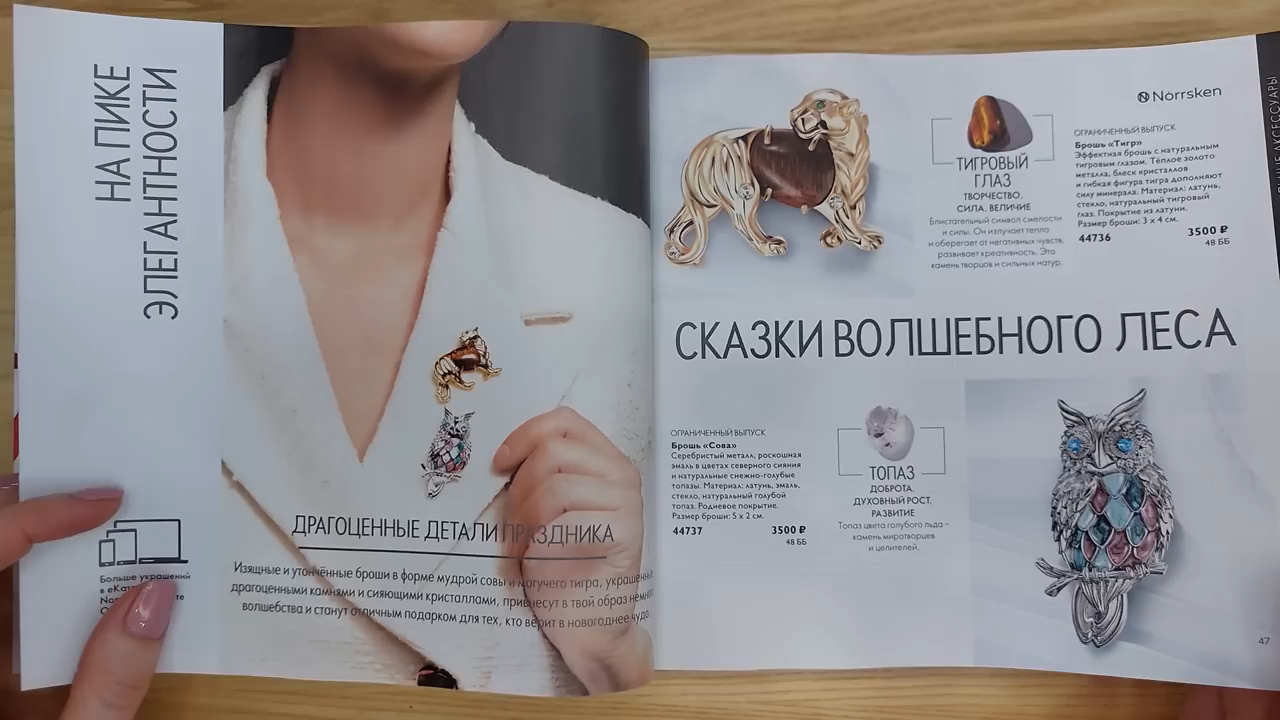 НА ПИКЕ
ЭЛЕГАНТНОСТИ
Больше украшений
ДРАГОЦЕННЫЕ ДЕТАЛИ ПРАЗДНИКА
Изящные и утончённые броши в форме мудрой совы и могучего тигра, украшенные
драгоценными камнями и сияющими кристаллами, привнесут в твой образ немного
волшебства и станут отличным подарком для тех, кто верит в новогоднее чудо.
Norrsken
ТИГРОВЫЙ
ГЛАЗ
ТВОРЧЕСТВО,
СИЛА, ВЕЛИЧИЕ
Блистательный символ смелости
и силы. Он излучает тепло
и оберегает от негативных чувств,
развивает креативность. Это
камень творцов и сильных натур.
ОГРАНИЧЕННЫЙ ВЫПУСК
Брошь «Тигр»
Эффектная брошь с натуральным
тигровым глазом. Тёплое золото
металла, блеск кристаллов
и гибкая фигура тигра дополняют
силу минерала. Материал: латунь,
стекло, натуральный тигровый
глаз. Покрытие из латуни.
Размер броши: 3 x 4 см.
44736 3500 ₽
48 ББ
СКАЗКИ ВОЛШЕБНОГО ЛЕСА
ОГРАНИЧЕННЫЙ ВЫПУСК
Брошь «Сова»
Серебристый металл, роскошная
эмаль в цветах северного сияния
и натуральные снежно-голубые
топазы. Материал: латунь, эмаль,
стекло, натуральный голубой
топаз. Родиевое покрытие.
Размер броши: 5 x 2 см.
44737 3500 ₽
48 ББ
ТОПАЗ
ДОБРОТА,
ДУХОВНЫЙ РОСТ,
РАЗВИТИЕ
Топаз цвета голубого льда –
камень миротворцев
и целителей.
47